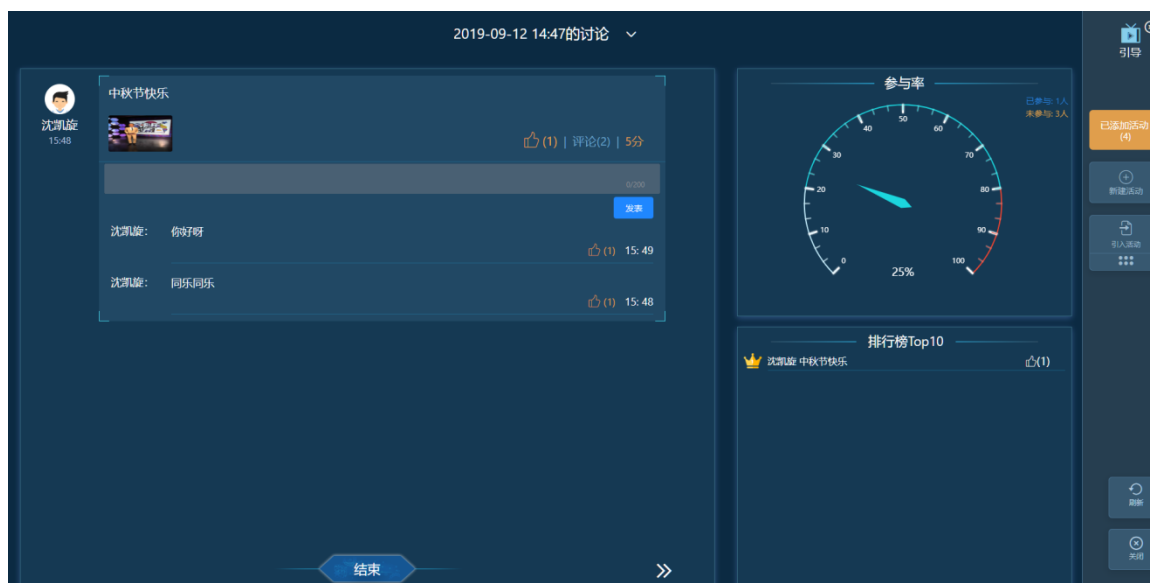 2019-09-12 14:47的讨论
沈凯旋
15:48
中秋节快乐
(1) | 评论(2) | 5分
0/200
发表
沈凯旋: 你好呀
(1) 15:49
沈凯旋: 同乐同乐
(1) 15:48
结束
参与率
已参与: 1人
未参与: 3人
0
10
20
30
40
50
60
70
80
90
100
25%
排行榜Top10
沈凯旋 中秋节快乐 (1)
引导
已添加活动
(4)
新建活动
引入活动
刷新
关闭